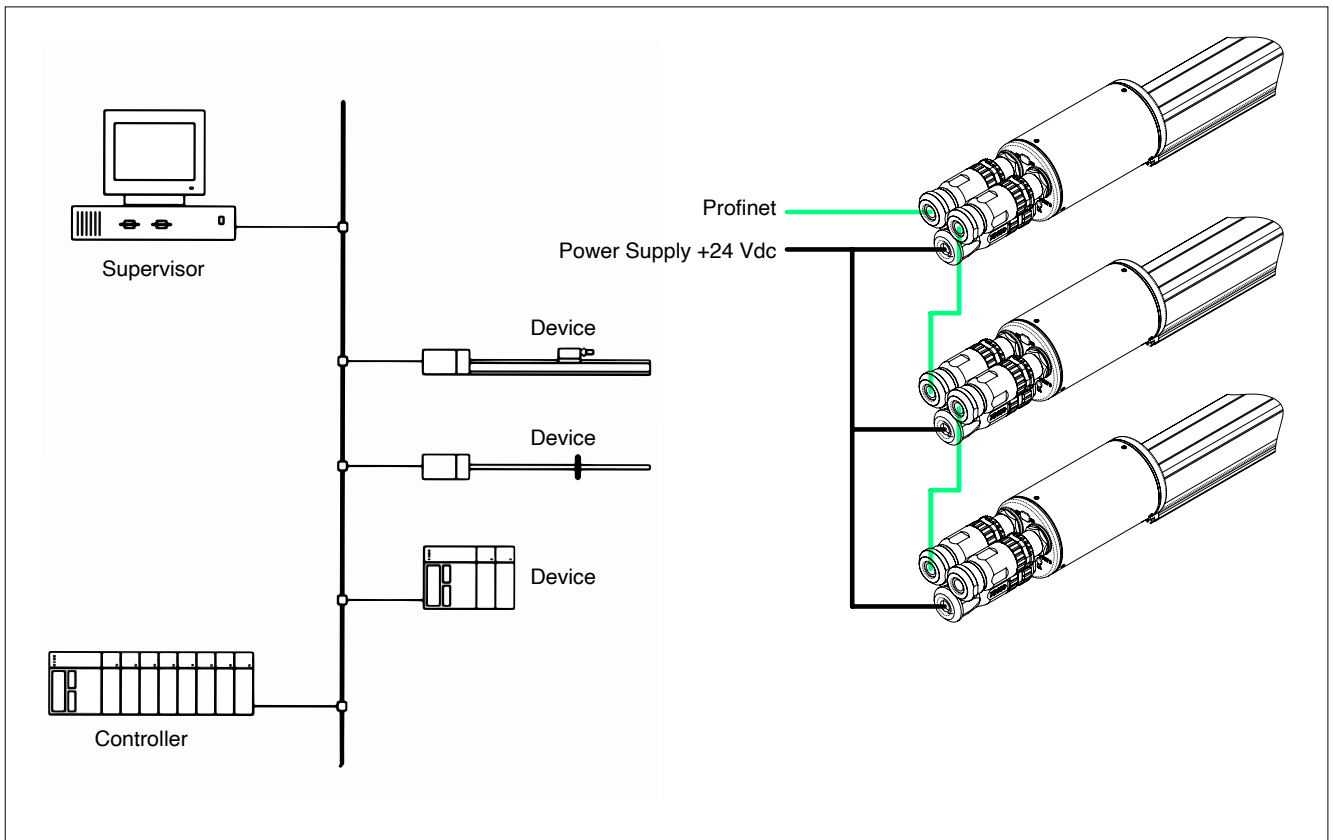 Supervisor
Device
Device
Device
Controller
Profinet
Power Supply +24 Vdc